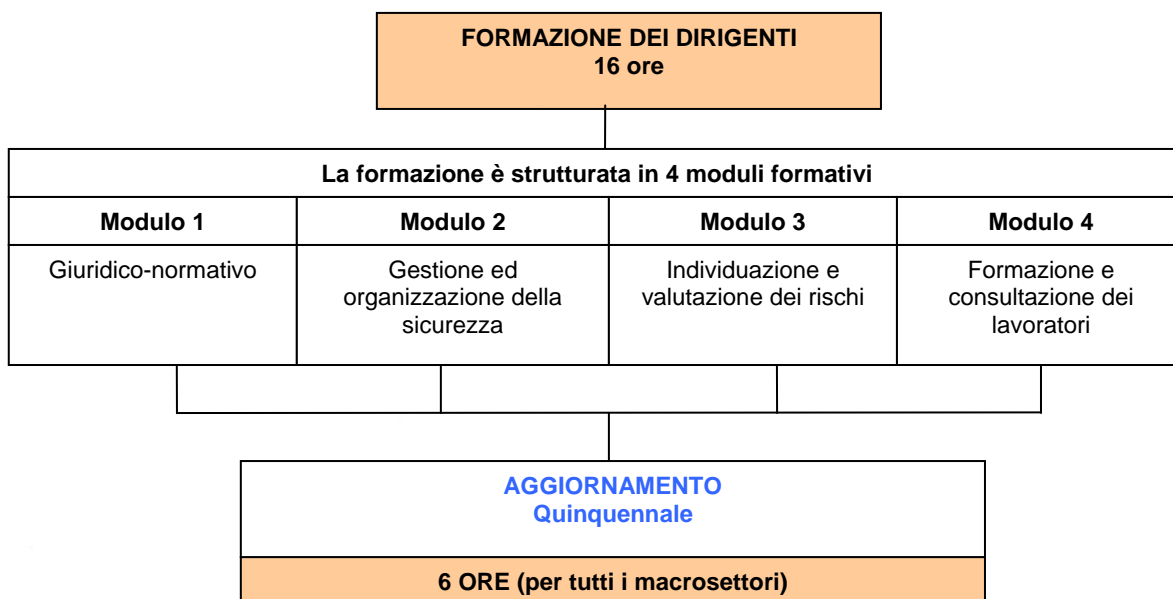 FORMAZIONE DEI DIRIGENTI
16 ore
La formazione è strutturata in 4 moduli formativi
Modulo 1
Modulo 2
Modulo 3
Modulo 4
Giuridico-normativo
Gestione ed
organizzazione della
sicurezza
Individuazione e
valutazione dei rischi
Formazione e
consultazione dei
lavoratori
AGGIORNAMENTO
Quinquennale
6 ORE (per tutti i macrosettori)